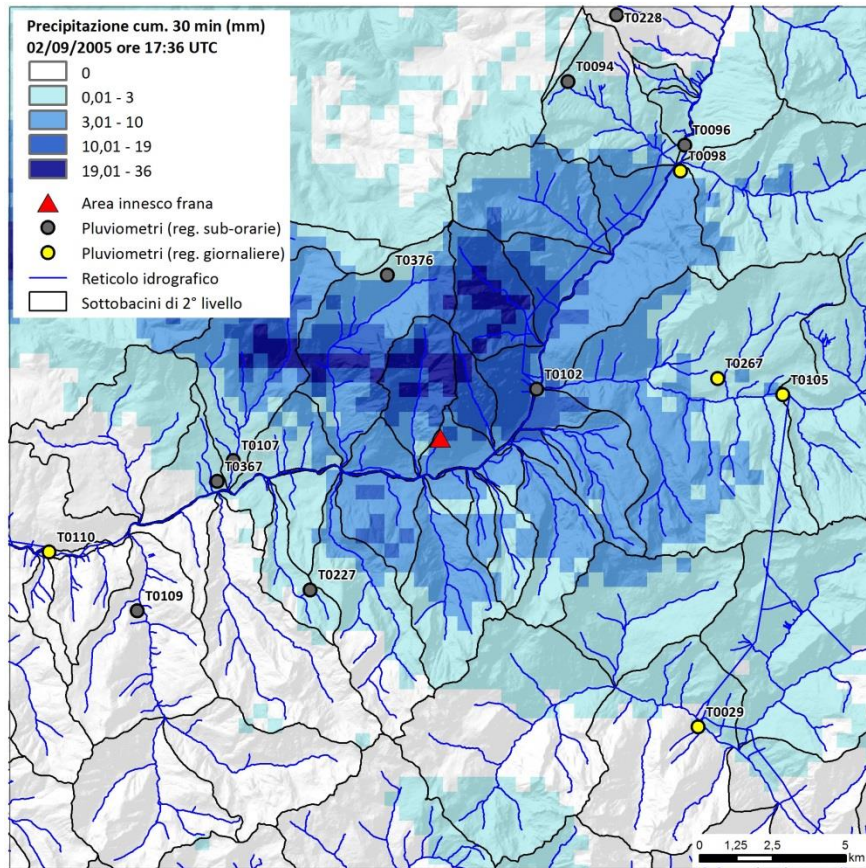 Precipitazione cum. 30 min (mm)
02/09/2005 ore 17:36 UTC
0
0,01 - 3
3,01 - 10
10,01 - 19
19,01 - 36
Area innesco frana
Pluviometri (reg. sub-orarie)
Pluviometri (reg. giornaliere)
Reticolo idrografico
Sottobacini di 2° livello
T0228
T0094
T0096
T0098
T0376
T0267
T0102
T0105
T0107
T0367
T0110
T0227
T0109
T0029
0 1,25 2,5 5
km